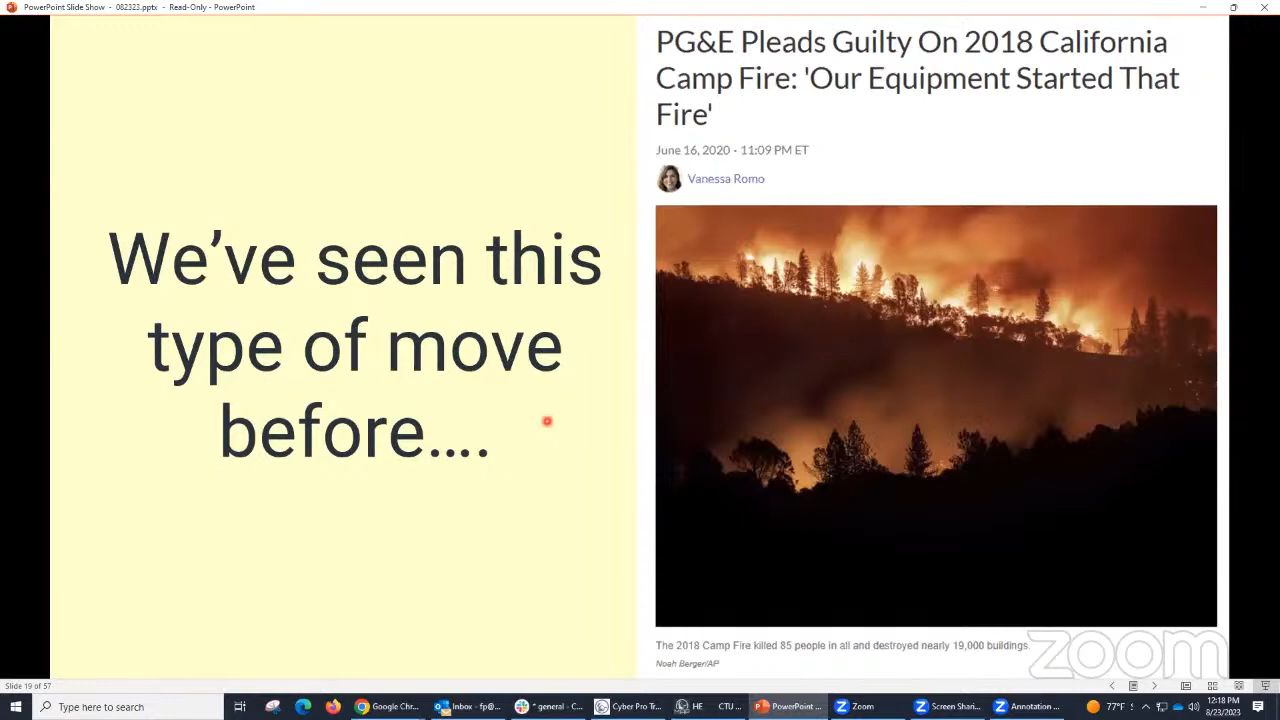 PowerPoint Slide Show - 082323.pptx - Read-Only - PowerPoint
PG&E Pleads Guilty On 2018 California
Camp Fire: 'Our Equipment Started That
Fire'
June 16, 2020 · 11:09 PM ET
Vanessa Romo
We’ve seen this
type of move
before….
The 2018 Camp Fire killed 85 people in all and destroyed nearly 19,000 buildings.
Noah Berger/AP
zoom
Slide 19 of 57
Type here to search
Google Chr...
Inbox - fp@...
* general - C...
Cyber Pro Tr...
HE CTU ...
PowerPoint ...
Zoom
Screen Shari...
Annotation ...
77°F
12:18 PM
8/23/2023